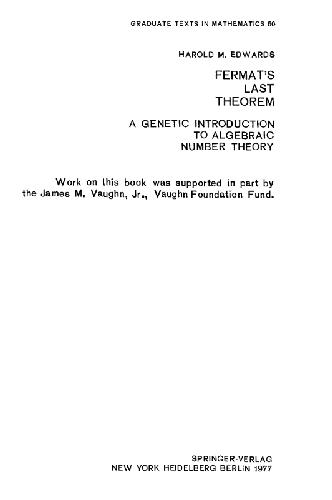 GRADUATE TEXTS IN MATHEMATICS 50
HAROLD M. EDWARDS
FERMAT'S
LAST
THEOREM
A GENETIC INTRODUCTION
TO ALGEBRAIC
NUMBER THEORY
Work on this book was supported in part by
the James M. Vaughn, Jr., Vaughn Foundation Fund.
SPRINGER-VERLAG
NEW YORK HEIDELBERG BERLIN 1977